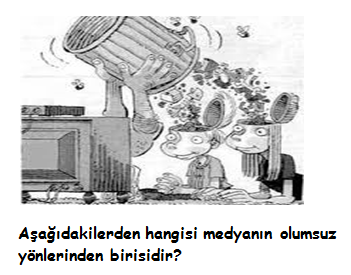 Aşağıdakilerden hangisi medyanın olumsuz
yönlerinden birisidir?